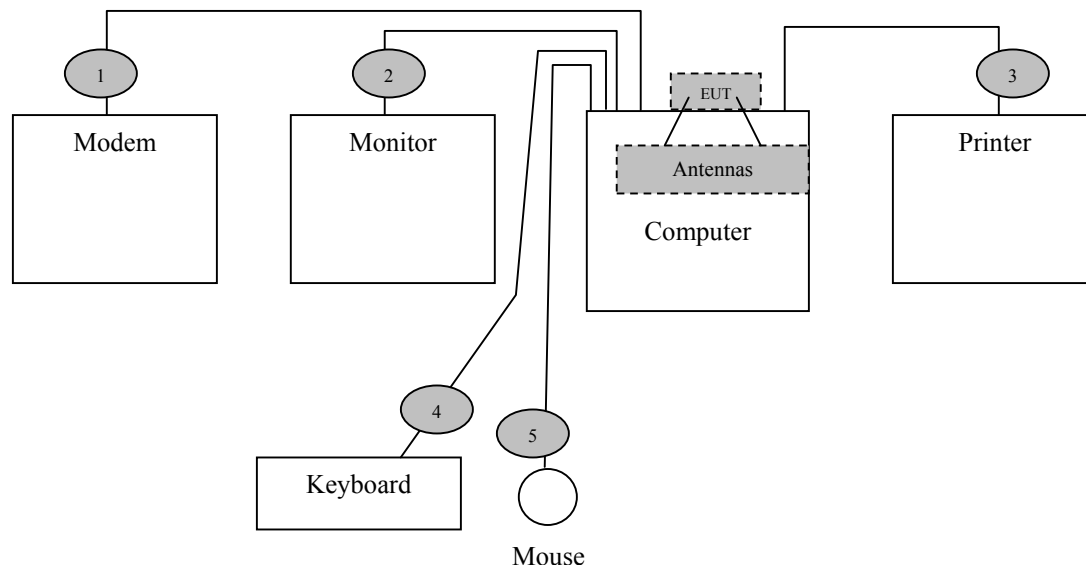 1
2
3
EUT
Modem
Monitor
Printer
Antennas
Computer
4
5
Keyboard
Mouse